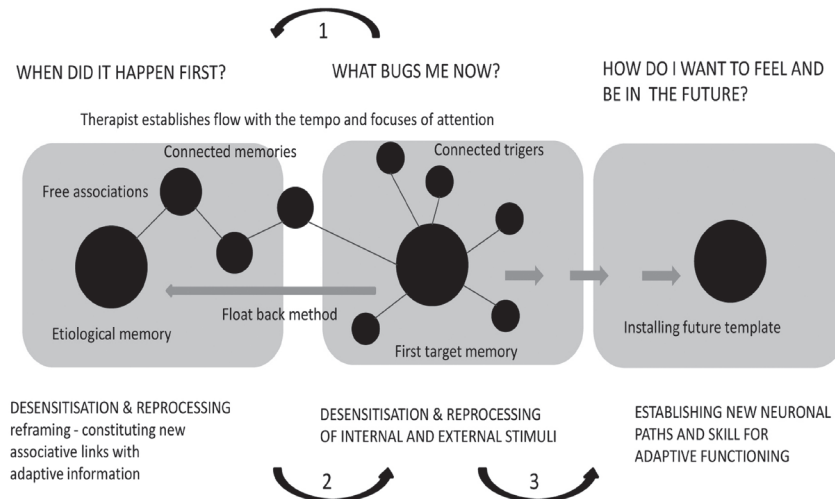 1
WHEN DID IT HAPPEN FIRST?
WHAT BUGS ME NOW?
HOW DO I WANT TO FEEL AND
BE IN THE FUTURE?
Therapist establishes flow with the tempo and focuses of attention
Connected memories
Free associations
Etiological memory
Float back method
Connected trigers
First target memory
Installing future template
DESENSITISATION & REPROCESSING
reframing - constituting new
associative links with
adaptive information
DESENSITISATION & REPROCESSING
OF INTERNAL AND EXTERNAL STIMULI
ESTABLISHING NEW NEURONAL
PATHS AND SKILL FOR
ADAPTIVE FUNCTIONING
2
3